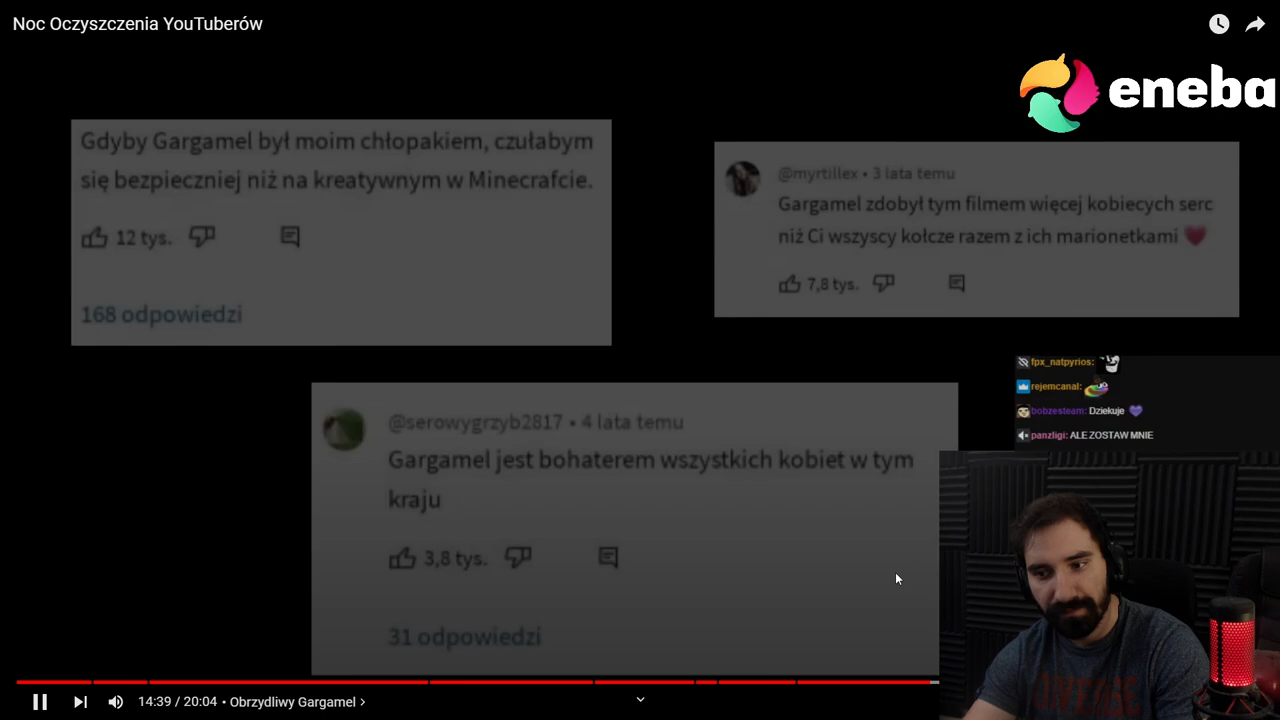 Noc Oczyszczenia YouTuberów
eneba
Gdyby Gargamel był moim chłopakiem, czułabym
się bezpieczniej niż na kreatywnym w Minecrafcie.
12 tys.
168 odpowiedzi
@myrtillex • 3 lata temu
Gargamel zdobył tym filmem więcej kobiecych serc
niż Ci wszyscy kołcze razem z ich marionetkami
7,8 tys.
@serowygrzyb2817 • 4 lata temu
Gargamel jest bohaterem wszystkich kobiet w tym
kraju
3,8 tys.
31 odpowiedzi
fpx_natpyrios:
rejemcanal:
bobzesteam: Dziekuje
panzligi: ALE ZOSTAW MNIE
14:39 / 20:04 • Obrzydliwy Gargamel